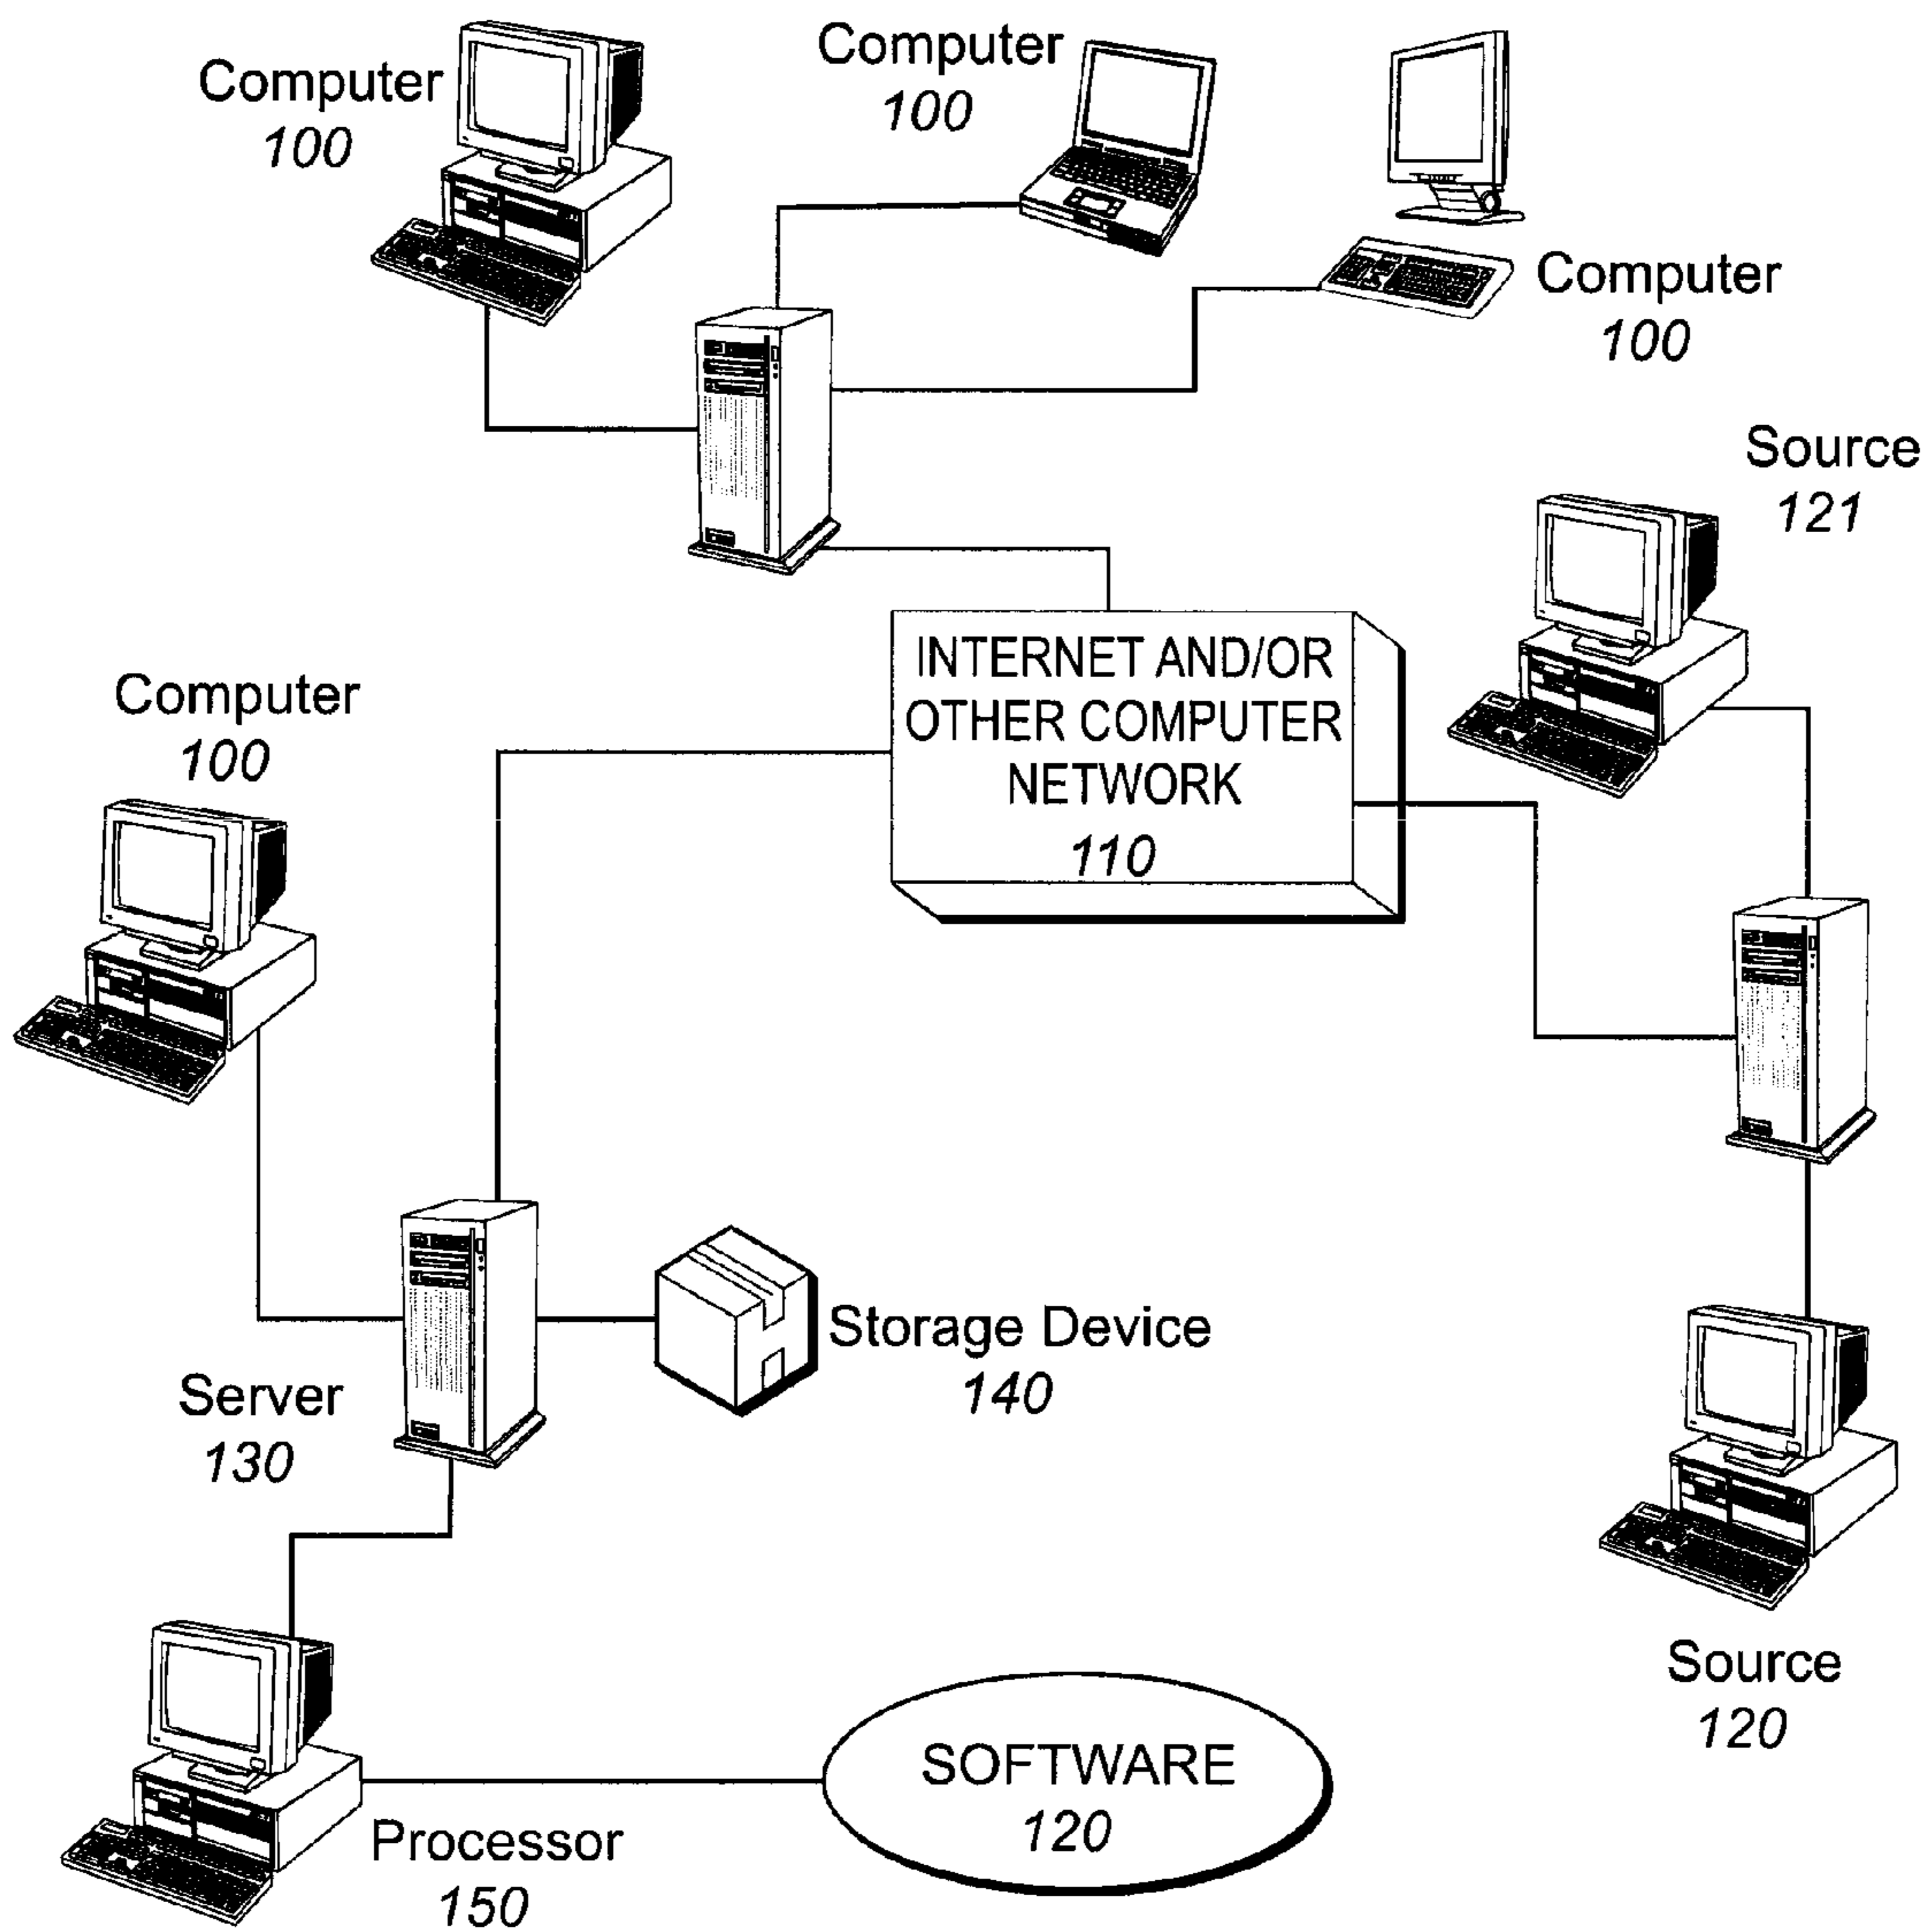 Computer
100
Computer
100
Computer
100
Source
121
INTERNET AND/OR
OTHER COMPUTER
NETWORK
110
Computer
100
Storage Device
140
Server
130
Source
120
SOFTWARE
120
Processor
150